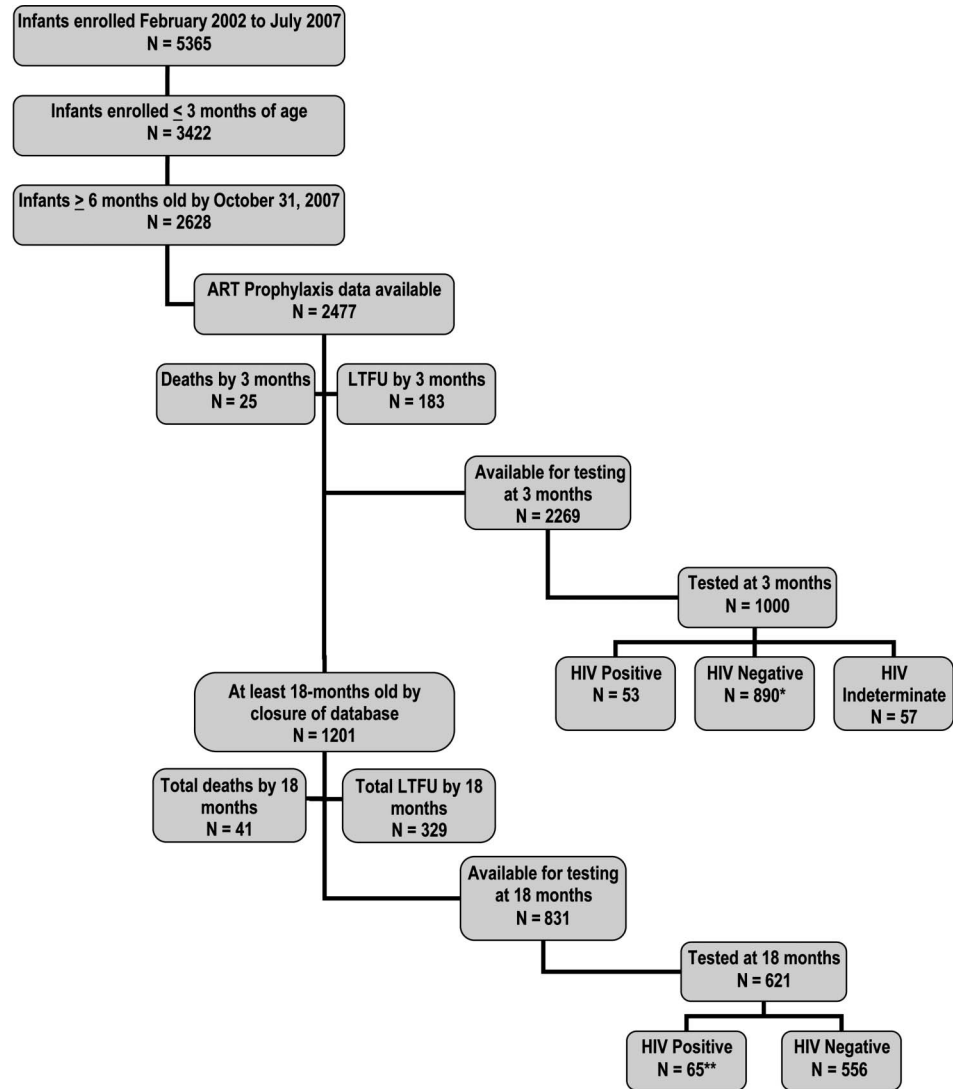 Infants enrolled February 2002 to July 2007
N = 5365
Infants enrolled ≤ 3 months of age
N = 3422
Infants ≥ 6 months old by October 31, 2007
N = 2628
ART Prophylaxis data available
N = 2477
Deaths by 3 months
N = 25
LTFU by 3 months
N = 183
Available for testing
at 3 months
N = 2269
Tested at 3 months
N = 1000
HIV Positive
N = 53
HIV Negative
N = 890*
HIV
Indeterminate
N = 57
At least 18-months old by
closure of database
N = 1201
Total deaths by 18
months
N = 41
Total LTFU by 18
months
N = 329
Available for testing
at 18 months
N = 831
Tested at 18 months
N = 621
HIV Positive
N = 65**
HIV Negative
N = 556